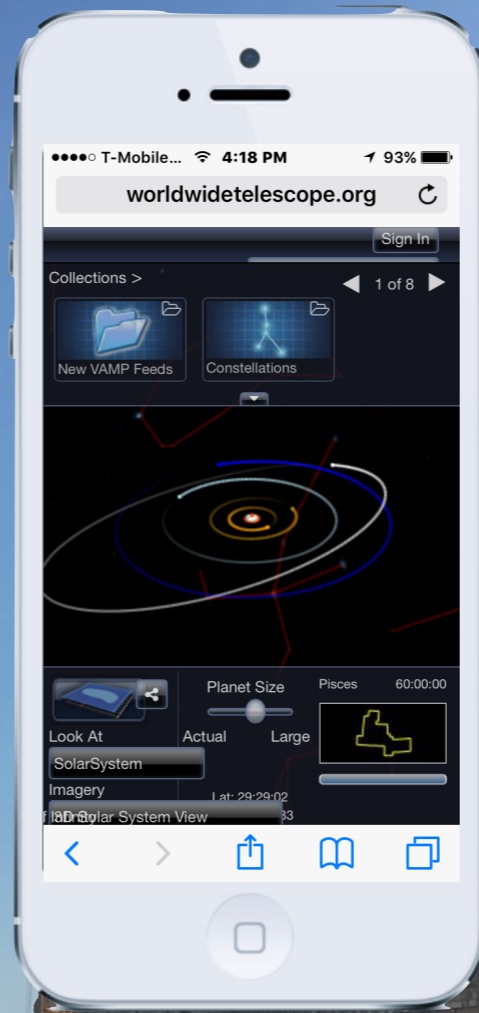 T-Mobile... 4:18 PM 93%
worldwidetelescope.org
Sign In
Collections >
1 of 8
New VAMP Feeds
Constellations
Planet Size
Pisces 60:00:00
Look At
Actual Large
SolarSystem
Imagery
Lat: 29:29:02
3D Solar System View